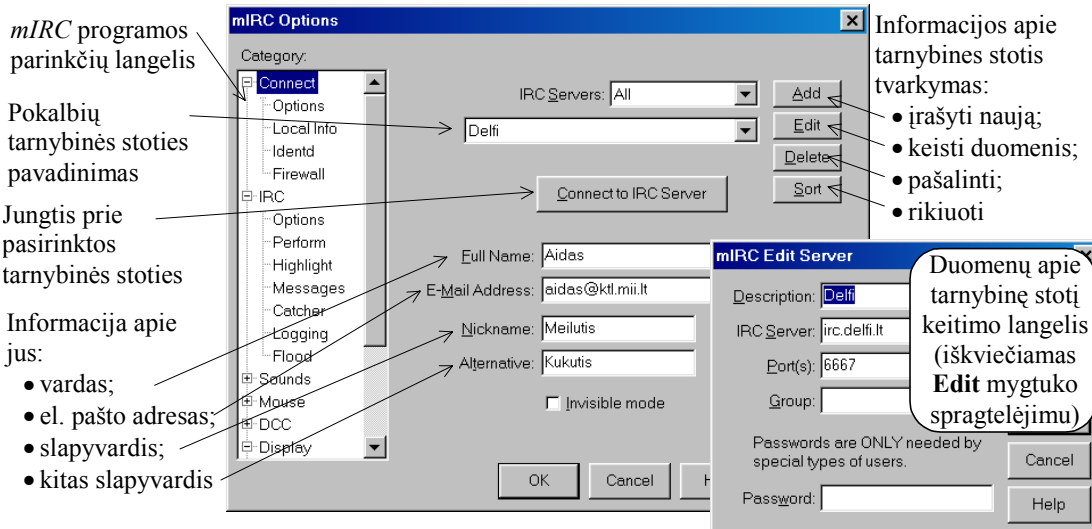 mIRC programos
parinkčių langelis
Pokalbių
tarnybinės stoties
pavadinimas
Jungtis prie
pasirinktos
tarnybinės stoties
Informacija apie
jus:
• vardas;
• el. pašto adresas;
• slapyvardis;
• kitas slapyvardis
mIRC Options
Category:
Connect
Options
Local Info
Identd
Firewall
IRC
Options
Perform
Highlight
Messages
Catcher
Logging
Flood
Sounds
Mouse
DCC
Display
IRC Servers: All
Delfi
Add
Edit
Delete
Sort
Connect to IRC Server
Full Name: Aidas
E-Mail Address: aidas@ktl.mii.lt
Nickname: Meilutis
Alternative: Kukutis
Invisible mode
OK
Cancel
H
Informacijos apie
tarnybines stotis
tvarkymas:
• įrašyti naują;
• keisti duomenis;
• pašalinti;
• rikiuoti
mIRC Edit Server
Description: Delfi
IRC Server: irc.delfi.lt
Port(s): 6667
Group:
Passwords are ONLY needed by
special types of users.
Password:
Cancel
Help
Duomenų apie
tarnybinę stotį
keitimo langelis
(iškviečiamas
Edit mygtuko
spragtelėjimu)